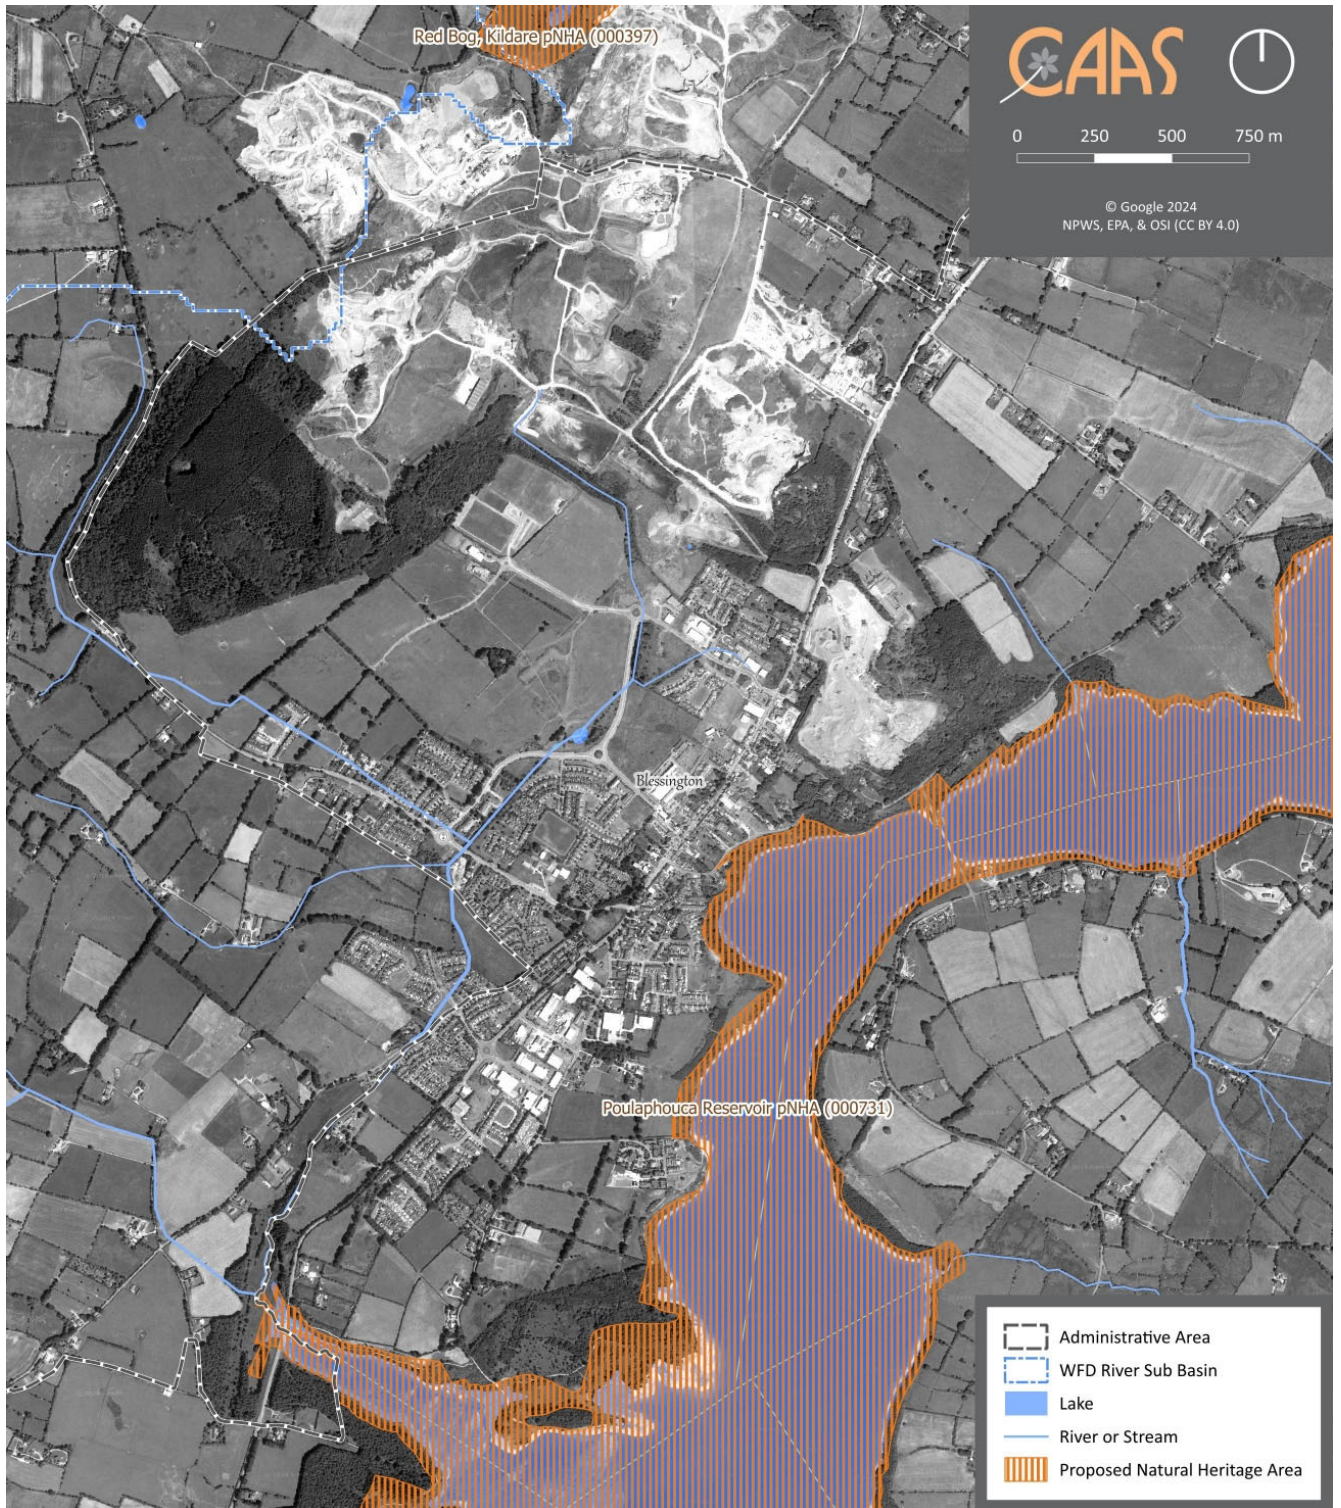 Red Bog, Kildare pNHA (000397)
CAAS
0 250 500 750 m
© Google 2024
NPWS, EPA, & OSI (CC BY 4.0)
Blessington
Poulaphouca Reservoir pNHA (000731)
Administrative Area
WFD River Sub Basin
Lake
River or Stream
Proposed Natural Heritage Area